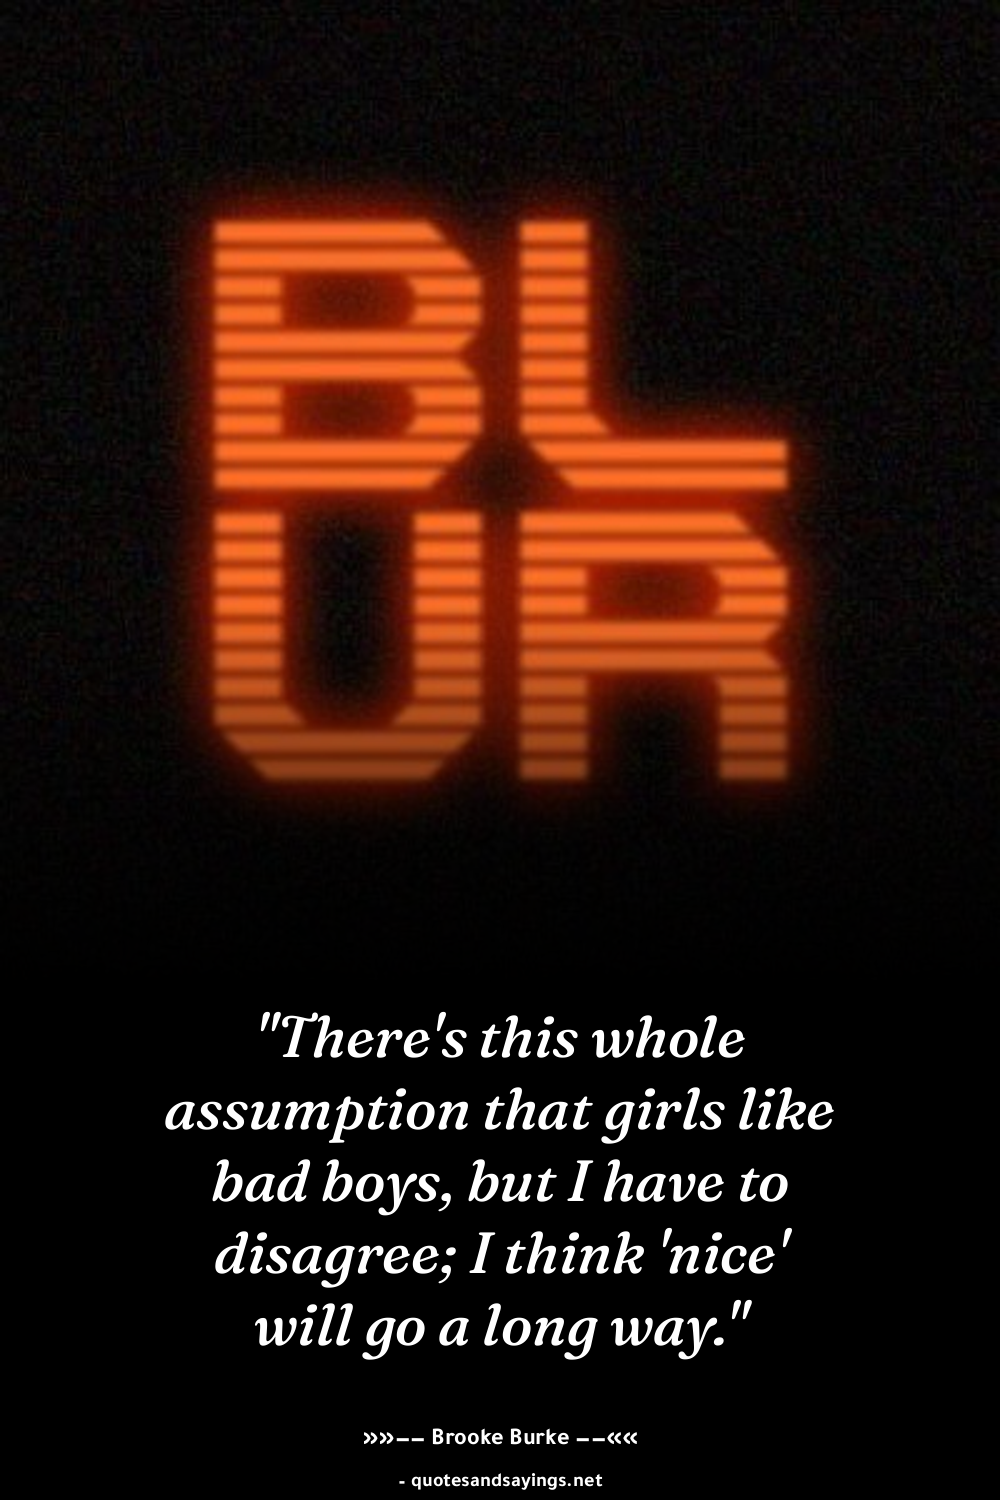 BL
UR
"There's this whole
assumption that girls like
bad boys, but I have to
disagree; I think 'nice'
will go a long way."
»»−− Brooke Burke −−««
- quotesandsayings.net